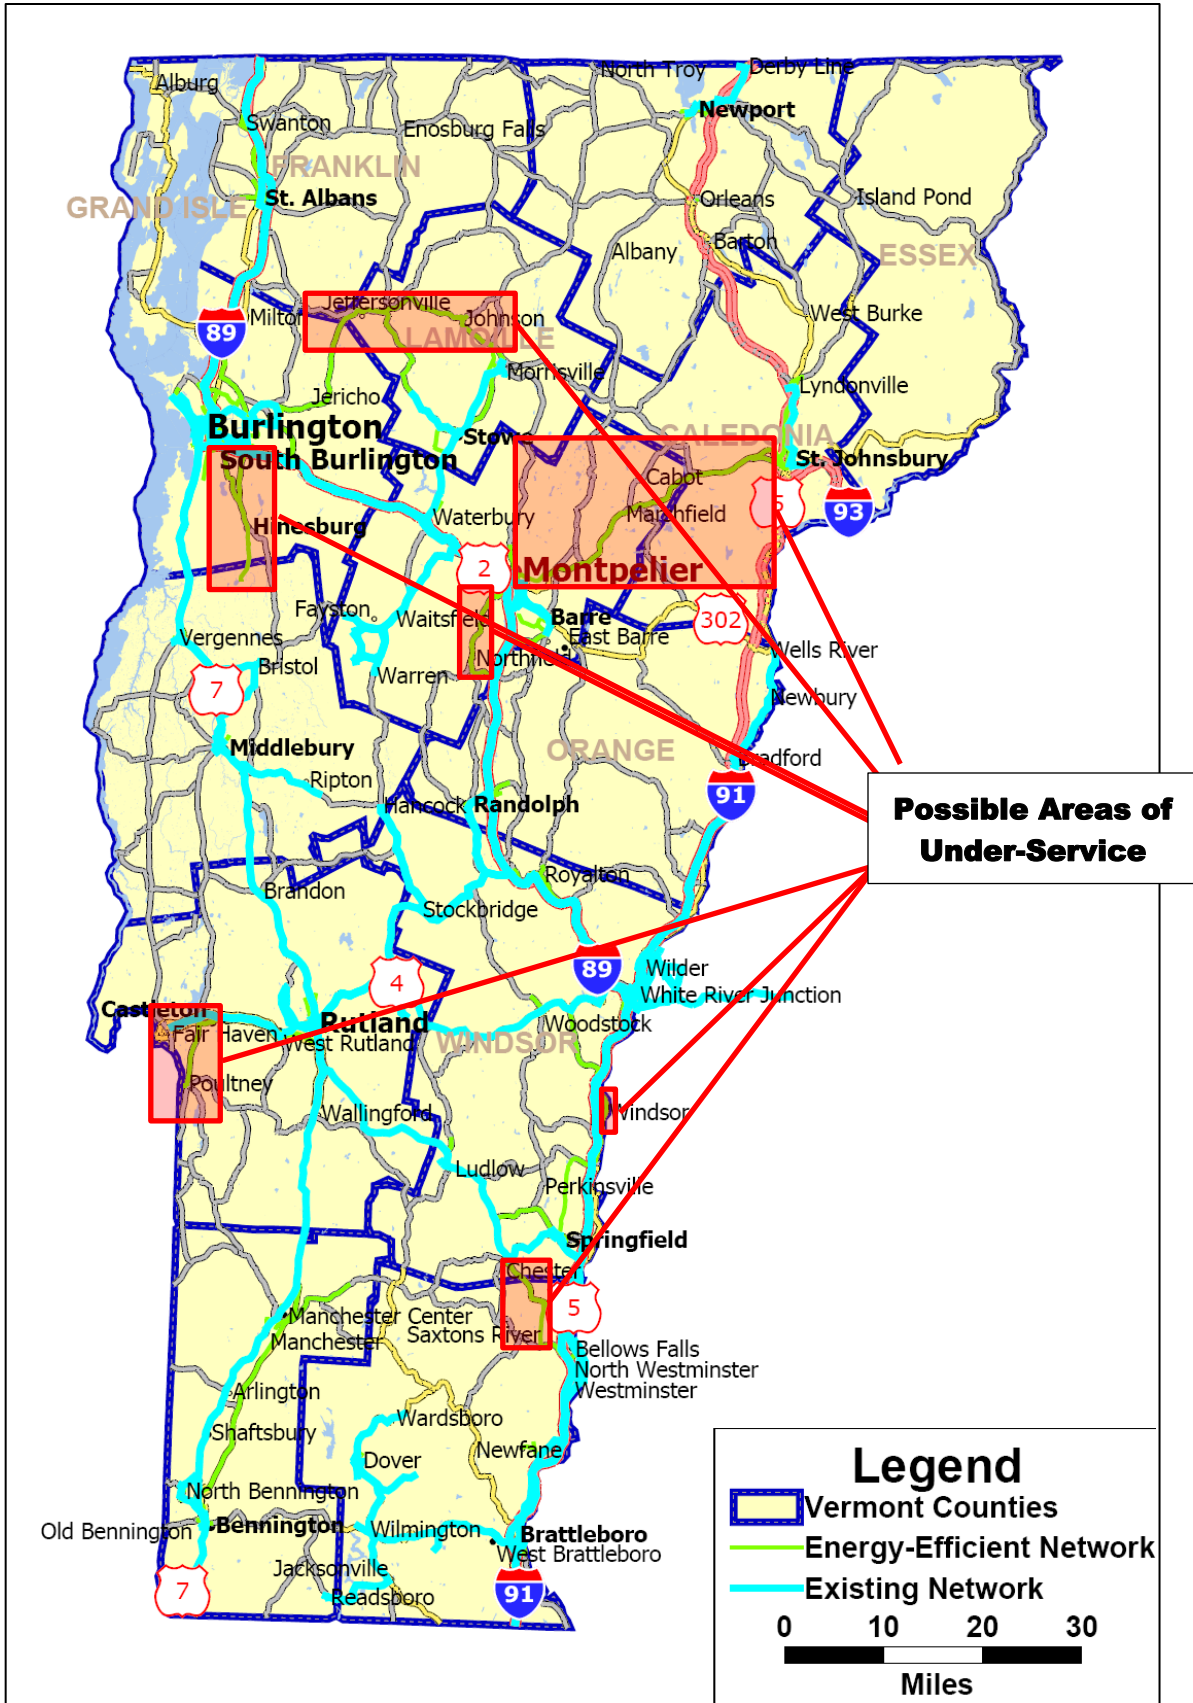 North Troy
Derby Line
Alburg
Newport
Swanton
Enosburg Falls
FRANKLIN
St. Albans
GRAND ISLE
Orleans
Island Pond
Albany
Barton
ESSEX
Jeffersonville
Milton
Johnson
West Burke
89
LAMOILLE
Morrisville
Lyndonville
Jericho
Burlington
Stowe
CALEDONIA
South Burlington
St. Johnsbury
Cabot
5
93
Waterbury
Marshfield
Hinesburg
2
Montpelier
Fayston
Waitsfield
Barre
302
East Barre
Vergennes
Wells River
Bristol
Northfield
Warren
7
Newbury
Middlebury
ORANGE
Bradford
Ripton
91
Hancock
Randolph
Possible Areas of
Under-Service
Royalton
Brandon
Stockbridge
89
Wilder
4
White River Junction
Castleton
Rutland
Woodstock
Fair Haven
West Rutland
WINDSOR
Poultney
Wallingford
Windsor
Ludlow
Perkinsville
Springfield
Chester
5
Manchester Center
Saxtons River
Manchester
Bellows Falls
North Westminster
Westminster
Arlington
Wardsboro
Shaftsbury
Newfane
Dover
North Bennington
Old Bennington
Bennington
Wilmington
Brattleboro
West Brattleboro
Jacksonville
7
Readsboro
91
Legend
Vermont Counties
Energy-Efficient Network
Existing Network
0 10 20 30
Miles